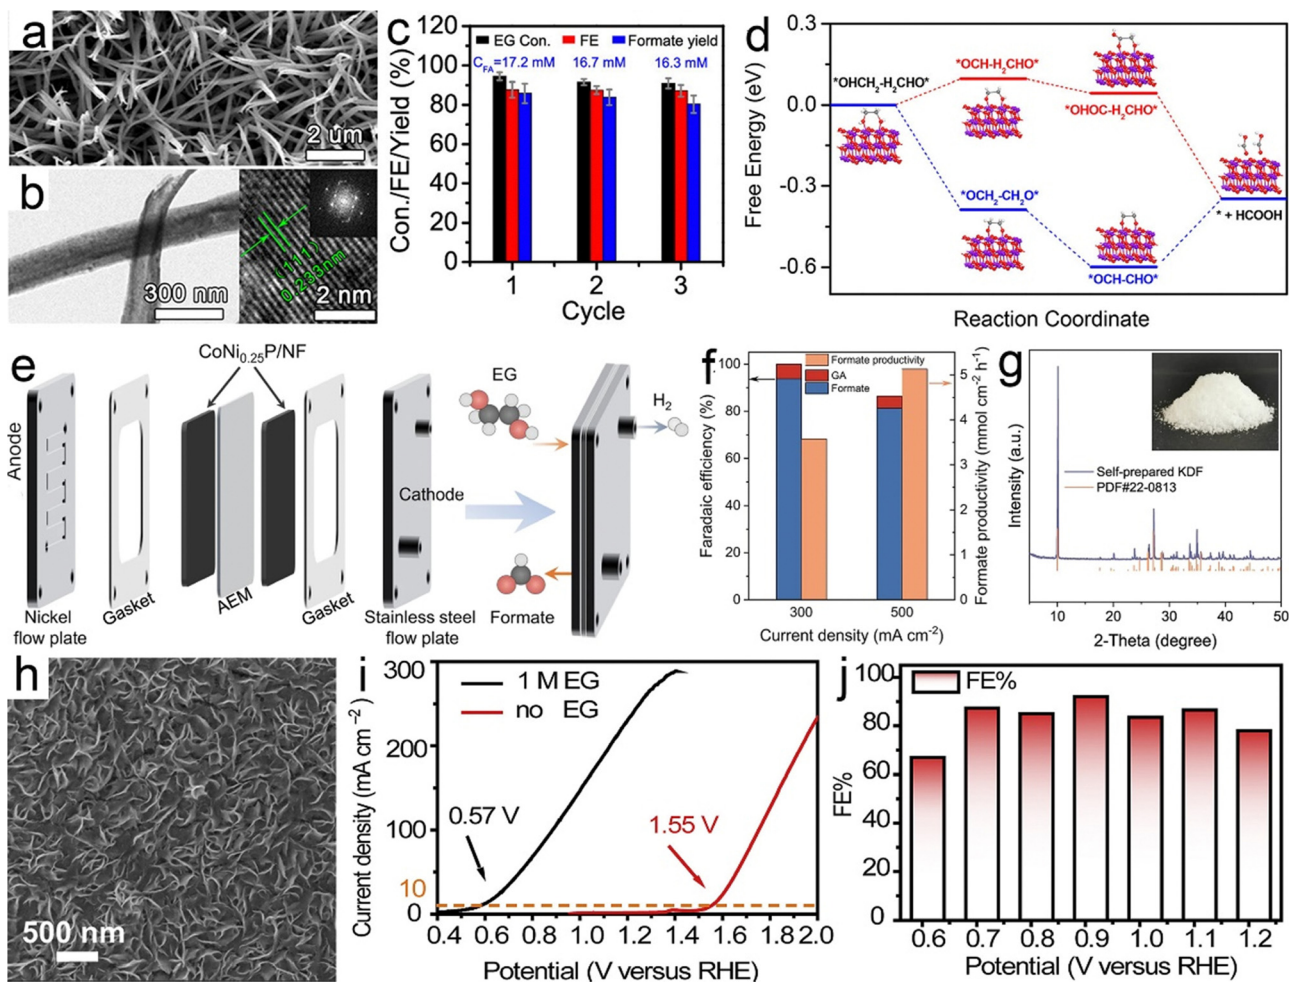 a
2 um
b
300 nm
(111)
0.233nm
2 nm
c
EG Con. FE Formate yield
C_FA=17.2 mM 16.7 mM 16.3 mM
Con./FE/Yield (%)
120
100
80
60
40
20
0
1 2 3
Cycle
d
Free Energy (eV)
0.3
0.0
-0.3
-0.6
*OHCH₂-H₂CHO*
*OCH-H₂CHO*
*OHOC-H₂CHO*
*OCH₂-CH₂O*
*OCH-CHO*
* + HCOOH
Reaction Coordinate
e
CoNi₀.₂₅P/NF
Anode
Nickel
flow plate
Gasket
AEM
Gasket
Cathode
Stainless steel
flow plate
EG
H₂
Formate
f
Formate productivity
GA
Formate
Faradaic efficiency (%)
100
80
60
40
20
0
300 500
Current density (mA cm⁻²)
5
4
3
2
1
0
Formate productivity (mmol cm⁻² h⁻¹)
g
Self-prepared KDF
PDF#22-0813
Intensity (a.u.)
10 20 30 40 50
2-Theta (degree)
h
500 nm
i
1 M EG
no EG
Current density (mA cm⁻²)
300
200
100
10
0
0.57 V
1.55 V
0.4 0.6 0.8 1.0 1.2 1.4 1.6 1.8 2.0
Potential (V versus RHE)
j
FE%
FE%
100
80
60
40
20
0
0.6 0.7 0.8 0.9 1.0 1.1 1.2
Potential (V versus RHE)